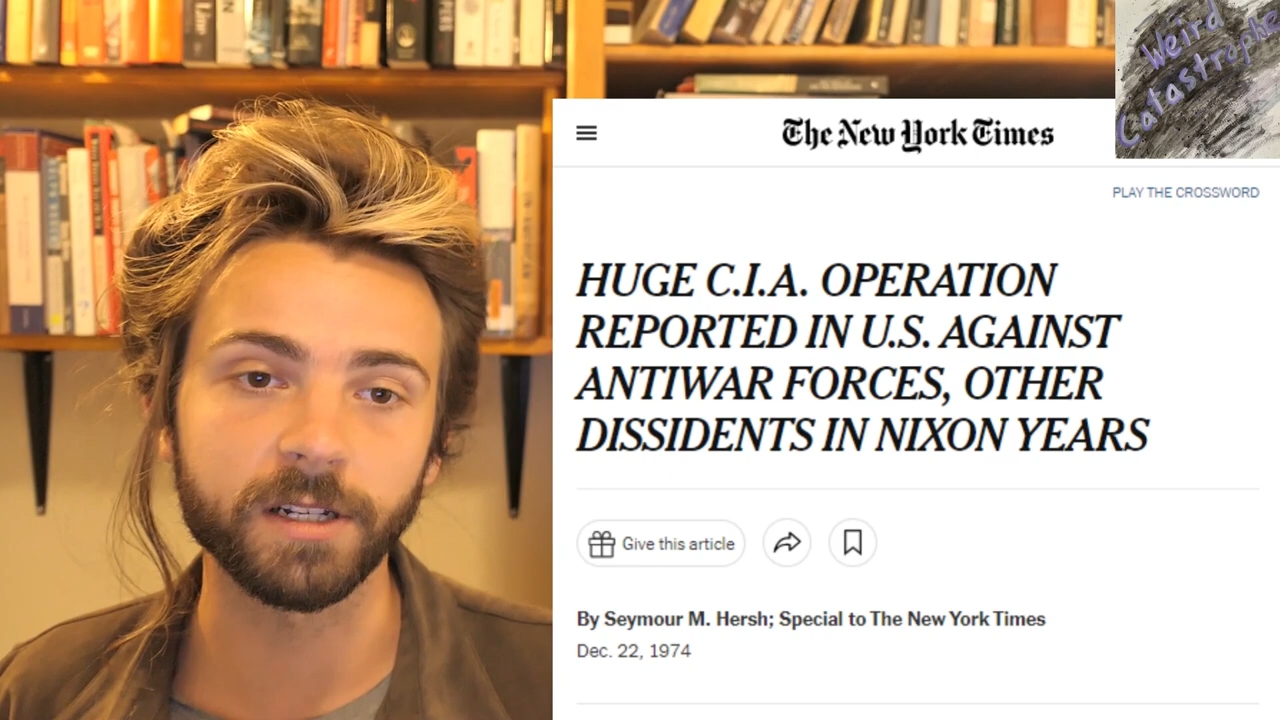 Weird
Catastrophe
The New York Times
PLAY THE CROSSWORD
HUGE C.I.A. OPERATION
REPORTED IN U.S. AGAINST
ANTIWAR FORCES, OTHER
DISSIDENTS IN NIXON YEARS
Give this article
By Seymour M. Hersh; Special to The New York Times
Dec. 22, 1974